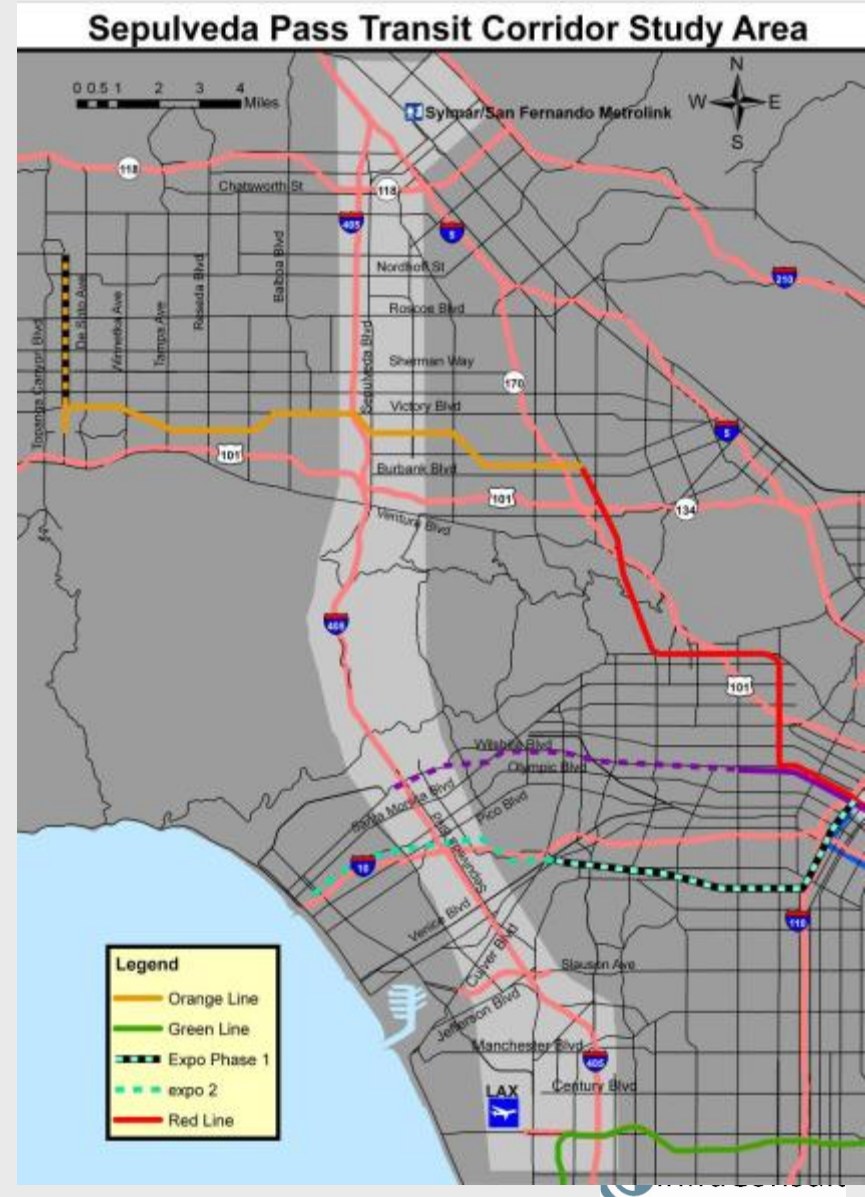 Sepulveda Pass Transit Corridor Study Area
0 0.5 1 2 3 4
Miles
N
W E
S
Sylmar/San Fernando Metrolink
118
Chatsworth St
118
405
5
210
Nordhoff St
Balboa Blvd
Reseda Blvd
De Soto Ave
Winnetka Ave
Tampa Ave
Topanga Canyon Blvd
Roscoe Blvd
Sepulveda Blvd
Sherman Way
170
Victory Blvd
5
101
Burbank Blvd
101
134
Ventura Blvd
405
101
Wilshire Blvd
Olympic Blvd
Santa Monica Blvd
Pico Blvd
Sepulveda Blvd
10
Venice Blvd
110
Culver Blvd
Slauson Ave
Jefferson Blvd
Manchester Blvd
405
Century Blvd
LAX
Legend
Orange Line
Green Line
Expo Phase 1
expo 2
Red Line